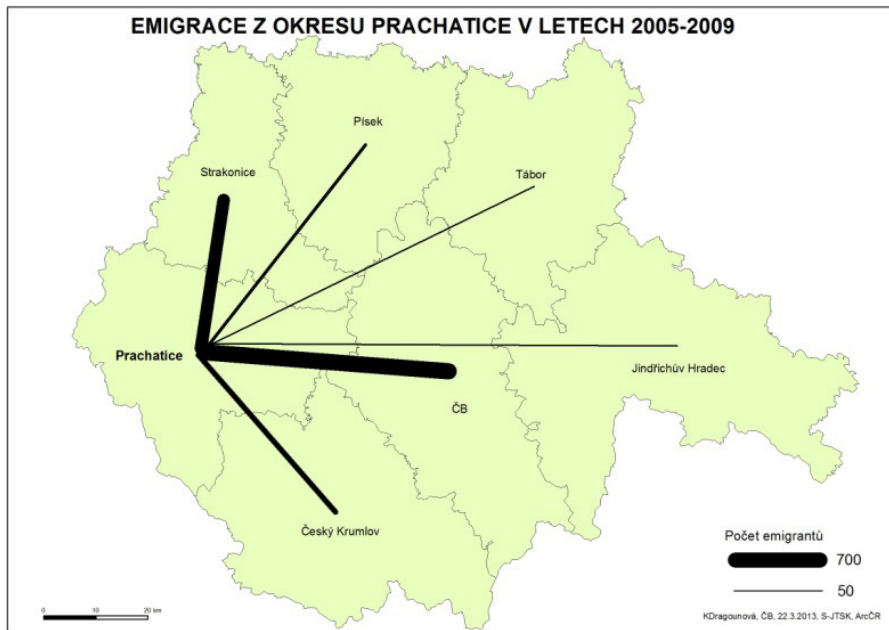 EMIGRACE Z OKRESU PRACHATICE V LETECH 2005-2009
Písek
Strakonice
Tábor
Prachatice
Jindřichův Hradec
ČB
Český Krumlov
Počet emigrantů
700
50
0 10 20 km
KDragounová, ČB, 22.3.2013, S-JTSK, ArcČR